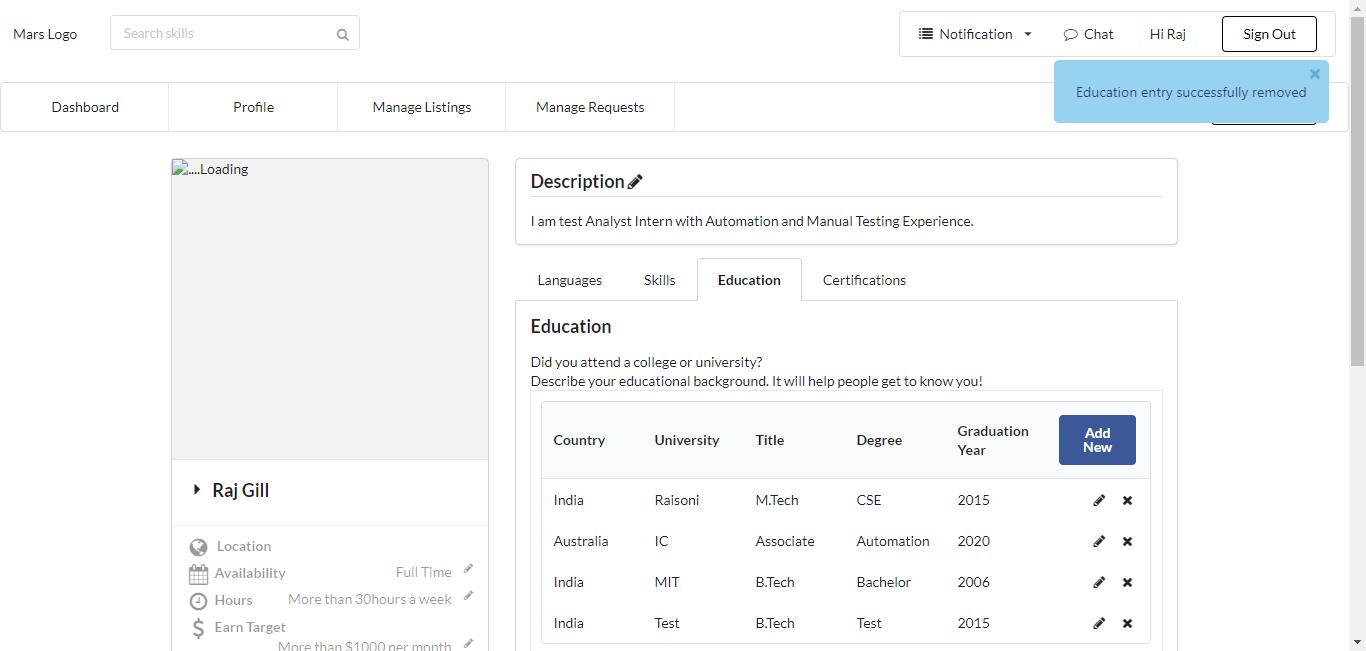 Mars Logo
Search skills
Notification
Chat
Hi Raj
Sign Out
Education entry successfully removed
Dashboard
Profile
Manage Listings
Manage Requests
....Loading
Description
I am test Analyst Intern with Automation and Manual Testing Experience.
Languages
Skills
Education
Certifications
Education
Did you attend a college or university?
Describe your educational background. It will help people get to know you!
Country University Title Degree Graduation Year Add New
India Raisoni M.Tech CSE 2015
Australia IC Associate Automation 2020
India MIT B.Tech Bachelor 2006
India Test B.Tech Test 2015
Raj Gill
Location
Availability Full Time
Hours More than 30hours a week
Earn Target
More than $1000 per month